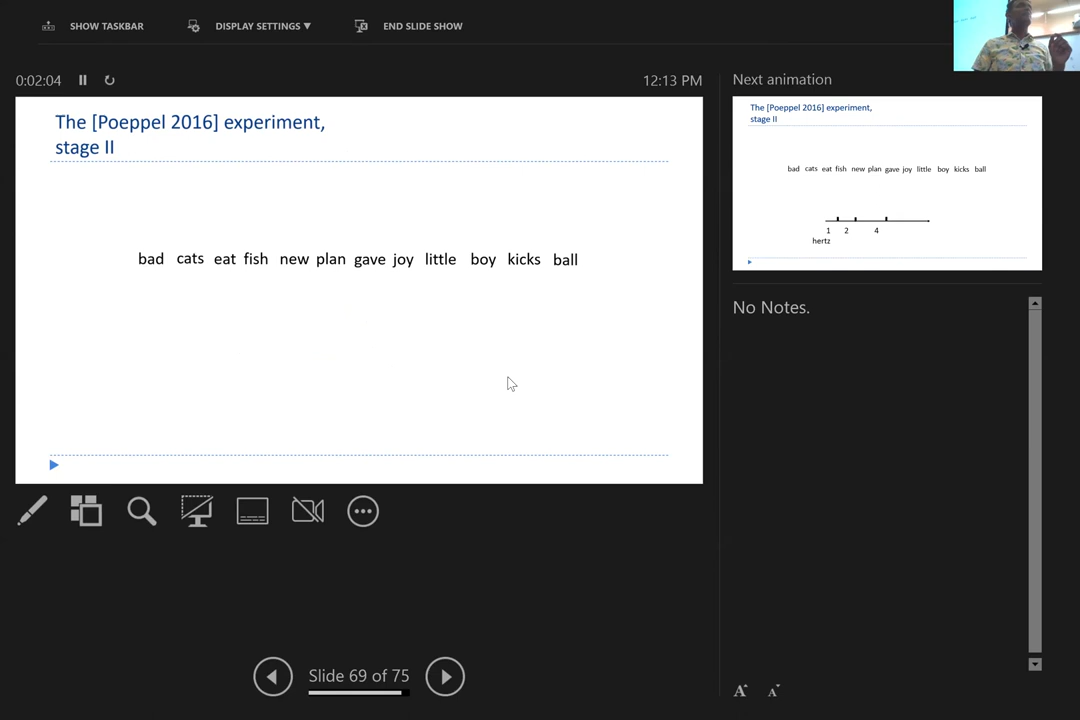 SHOW TASKBAR
DISPLAY SETTINGS ▼
END SLIDE SHOW
0:02:04
12:13 PM
The [Poeppel 2016] experiment,
stage II
bad cats eat fish new plan gave joy little boy kicks ball
Slide 69 of 75
Next animation
The [Poeppel 2016] experiment,
stage II
bad cats eat fish new plan gave joy little boy kicks ball
1 2 4
hertz
No Notes.
A A